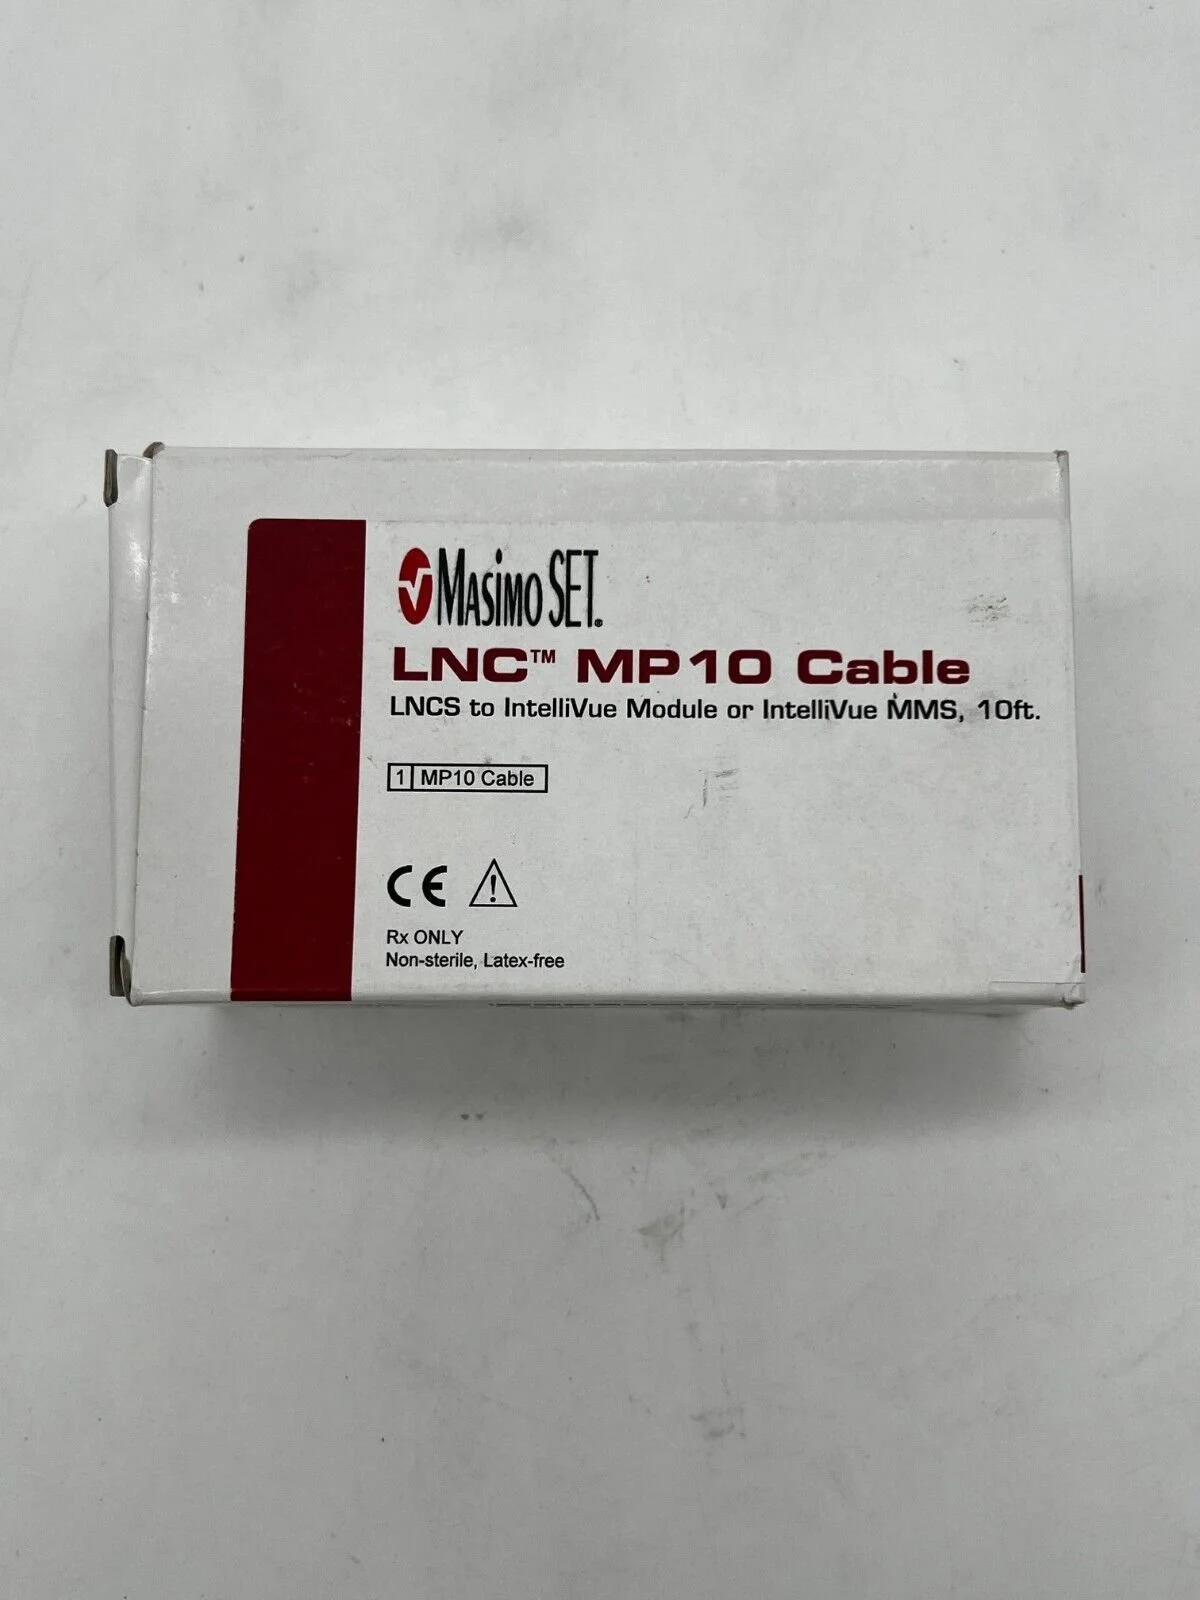 MASiMO SET®
LNC™ MP10 Cable
LNCS to IntelliVue Module or IntelliVue MMS, 10ft.
1 MP10 Cable
CE
Rx ONLY
Non-sterile, Latex-free